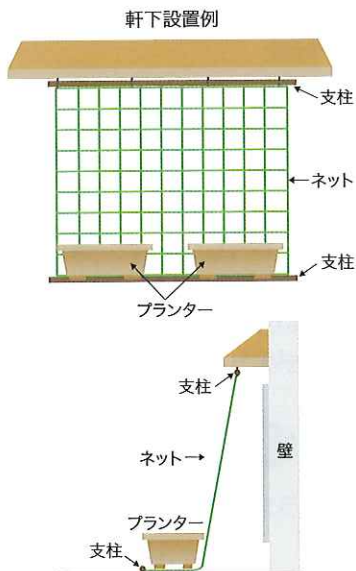 軒下設置例
支柱
ネット
支柱
プランター
支柱
ネット
壁
プランター
支柱